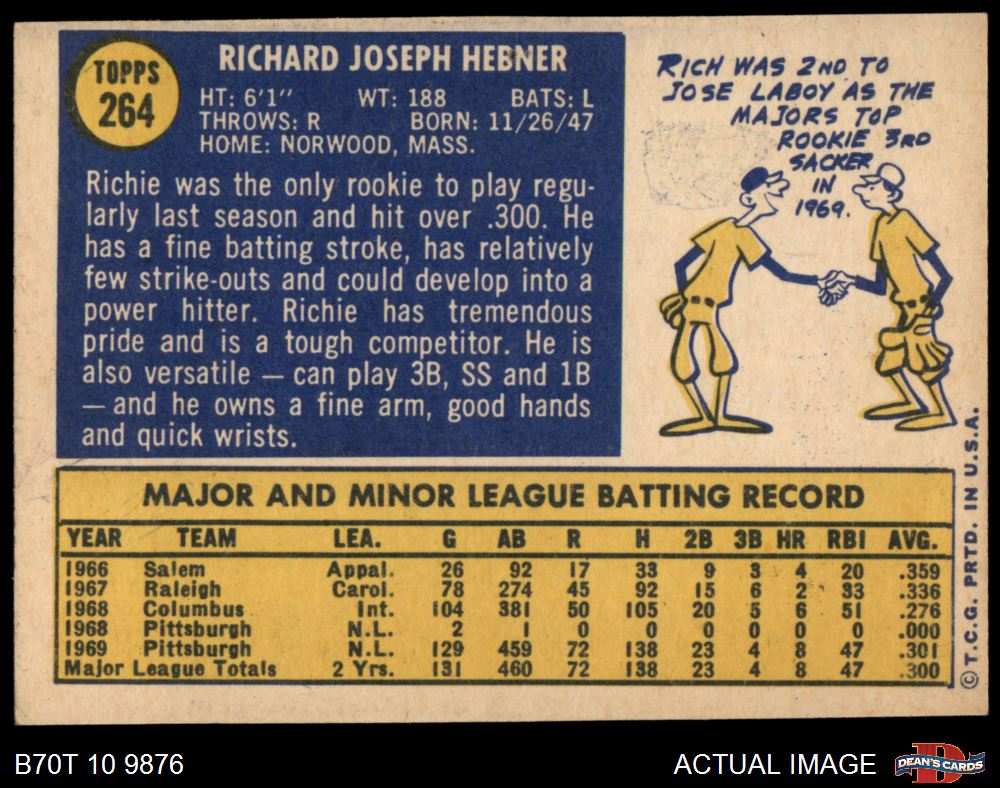 TOPPS
264
RICHARD JOSEPH HEBNER
HT: 6'1" WT: 188 BATS: L
THROWS: R BORN: 11/26/47
HOME: NORWOOD, MASS.
Richie was the only rookie to play regu-
larly last season and hit over .300. He
has a fine batting stroke, has relatively
few strike-outs and could develop into a
power hitter. Richie has tremendous
pride and is a tough competitor. He is
also versatile — can play 3B, SS and 1B
— and he owns a fine arm, good hands
and quick wrists.
RICH WAS 2ND TO
JOSE LABOY AS THE
MAJORS TOP
ROOKIE 3RD
SACKER
IN
1969.
MAJOR AND MINOR LEAGUE BATTING RECORD
YEAR TEAM LEA. G AB R H 2B 3B HR RBI AVG.
1966 Salem Appal. 26 92 17 33 9 3 4 20 .359
1967 Raleigh Carol. 78 274 45 92 15 6 2 33 .336
1968 Columbus Int. 104 381 50 105 20 5 6 51 .276
1968 Pittsburgh N.L. 2 1 0 0 0 0 0 0 .000
1969 Pittsburgh N.L. 129 459 72 138 23 4 8 47 .301
Major League Totals 2 Yrs. 131 460 72 138 23 4 8 47 .300
© T.C.G. PRTD. IN U.S.A.
B70T 10 9876
ACTUAL IMAGE
DEAN'S CARDS